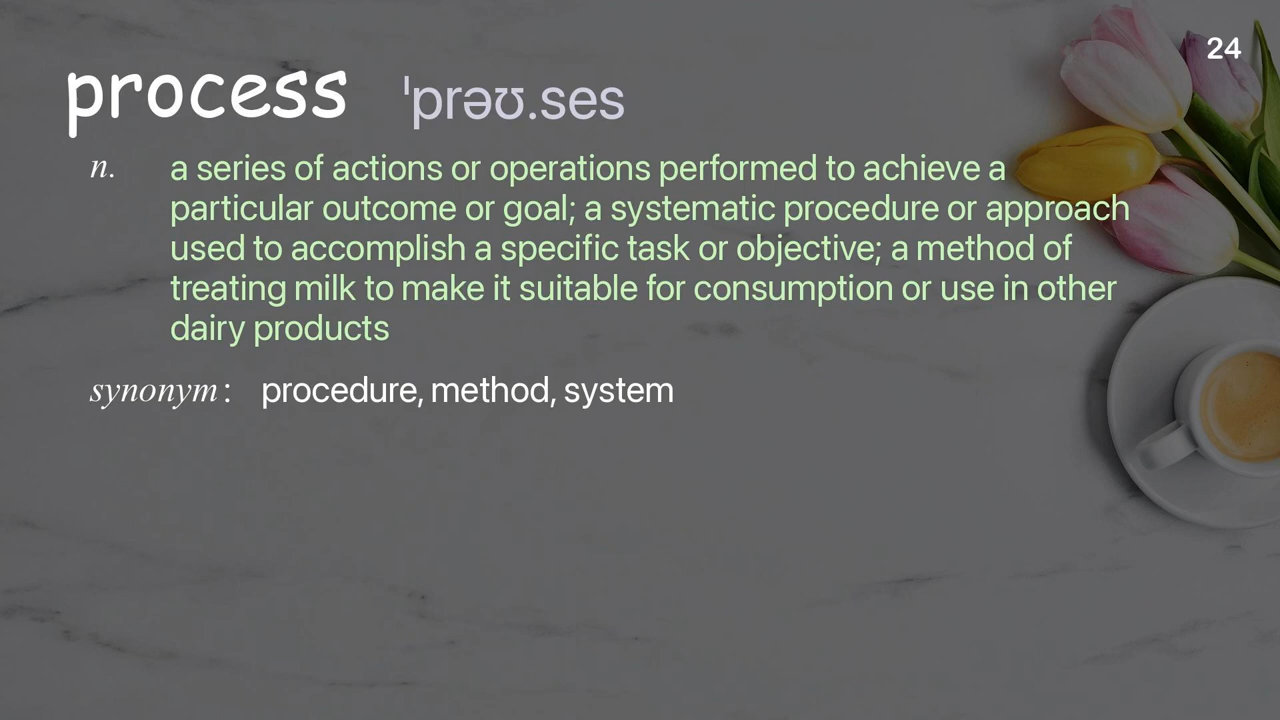 24
process ˈprəʊ.ses
n. a series of actions or operations performed to achieve a
particular outcome or goal; a systematic procedure or approach
used to accomplish a specific task or objective; a method of
treating milk to make it suitable for consumption or use in other
dairy products
synonym: procedure, method, system